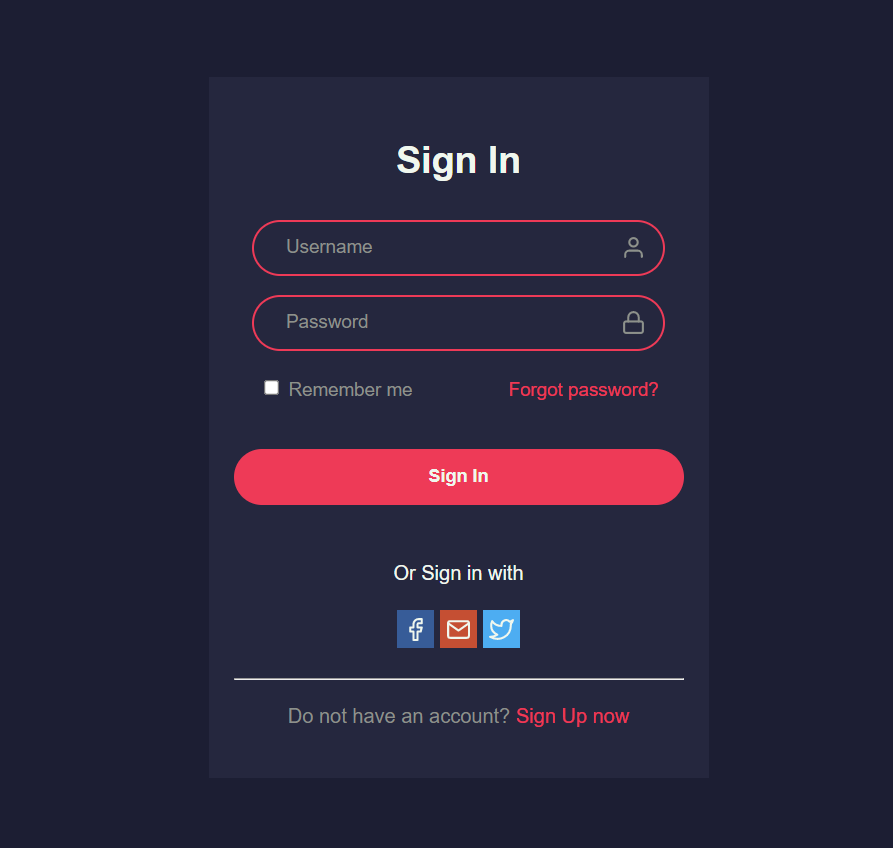 Sign In
Username
Password
Remember me Forgot password?
Sign In
Or Sign in with
Do not have an account? Sign Up now